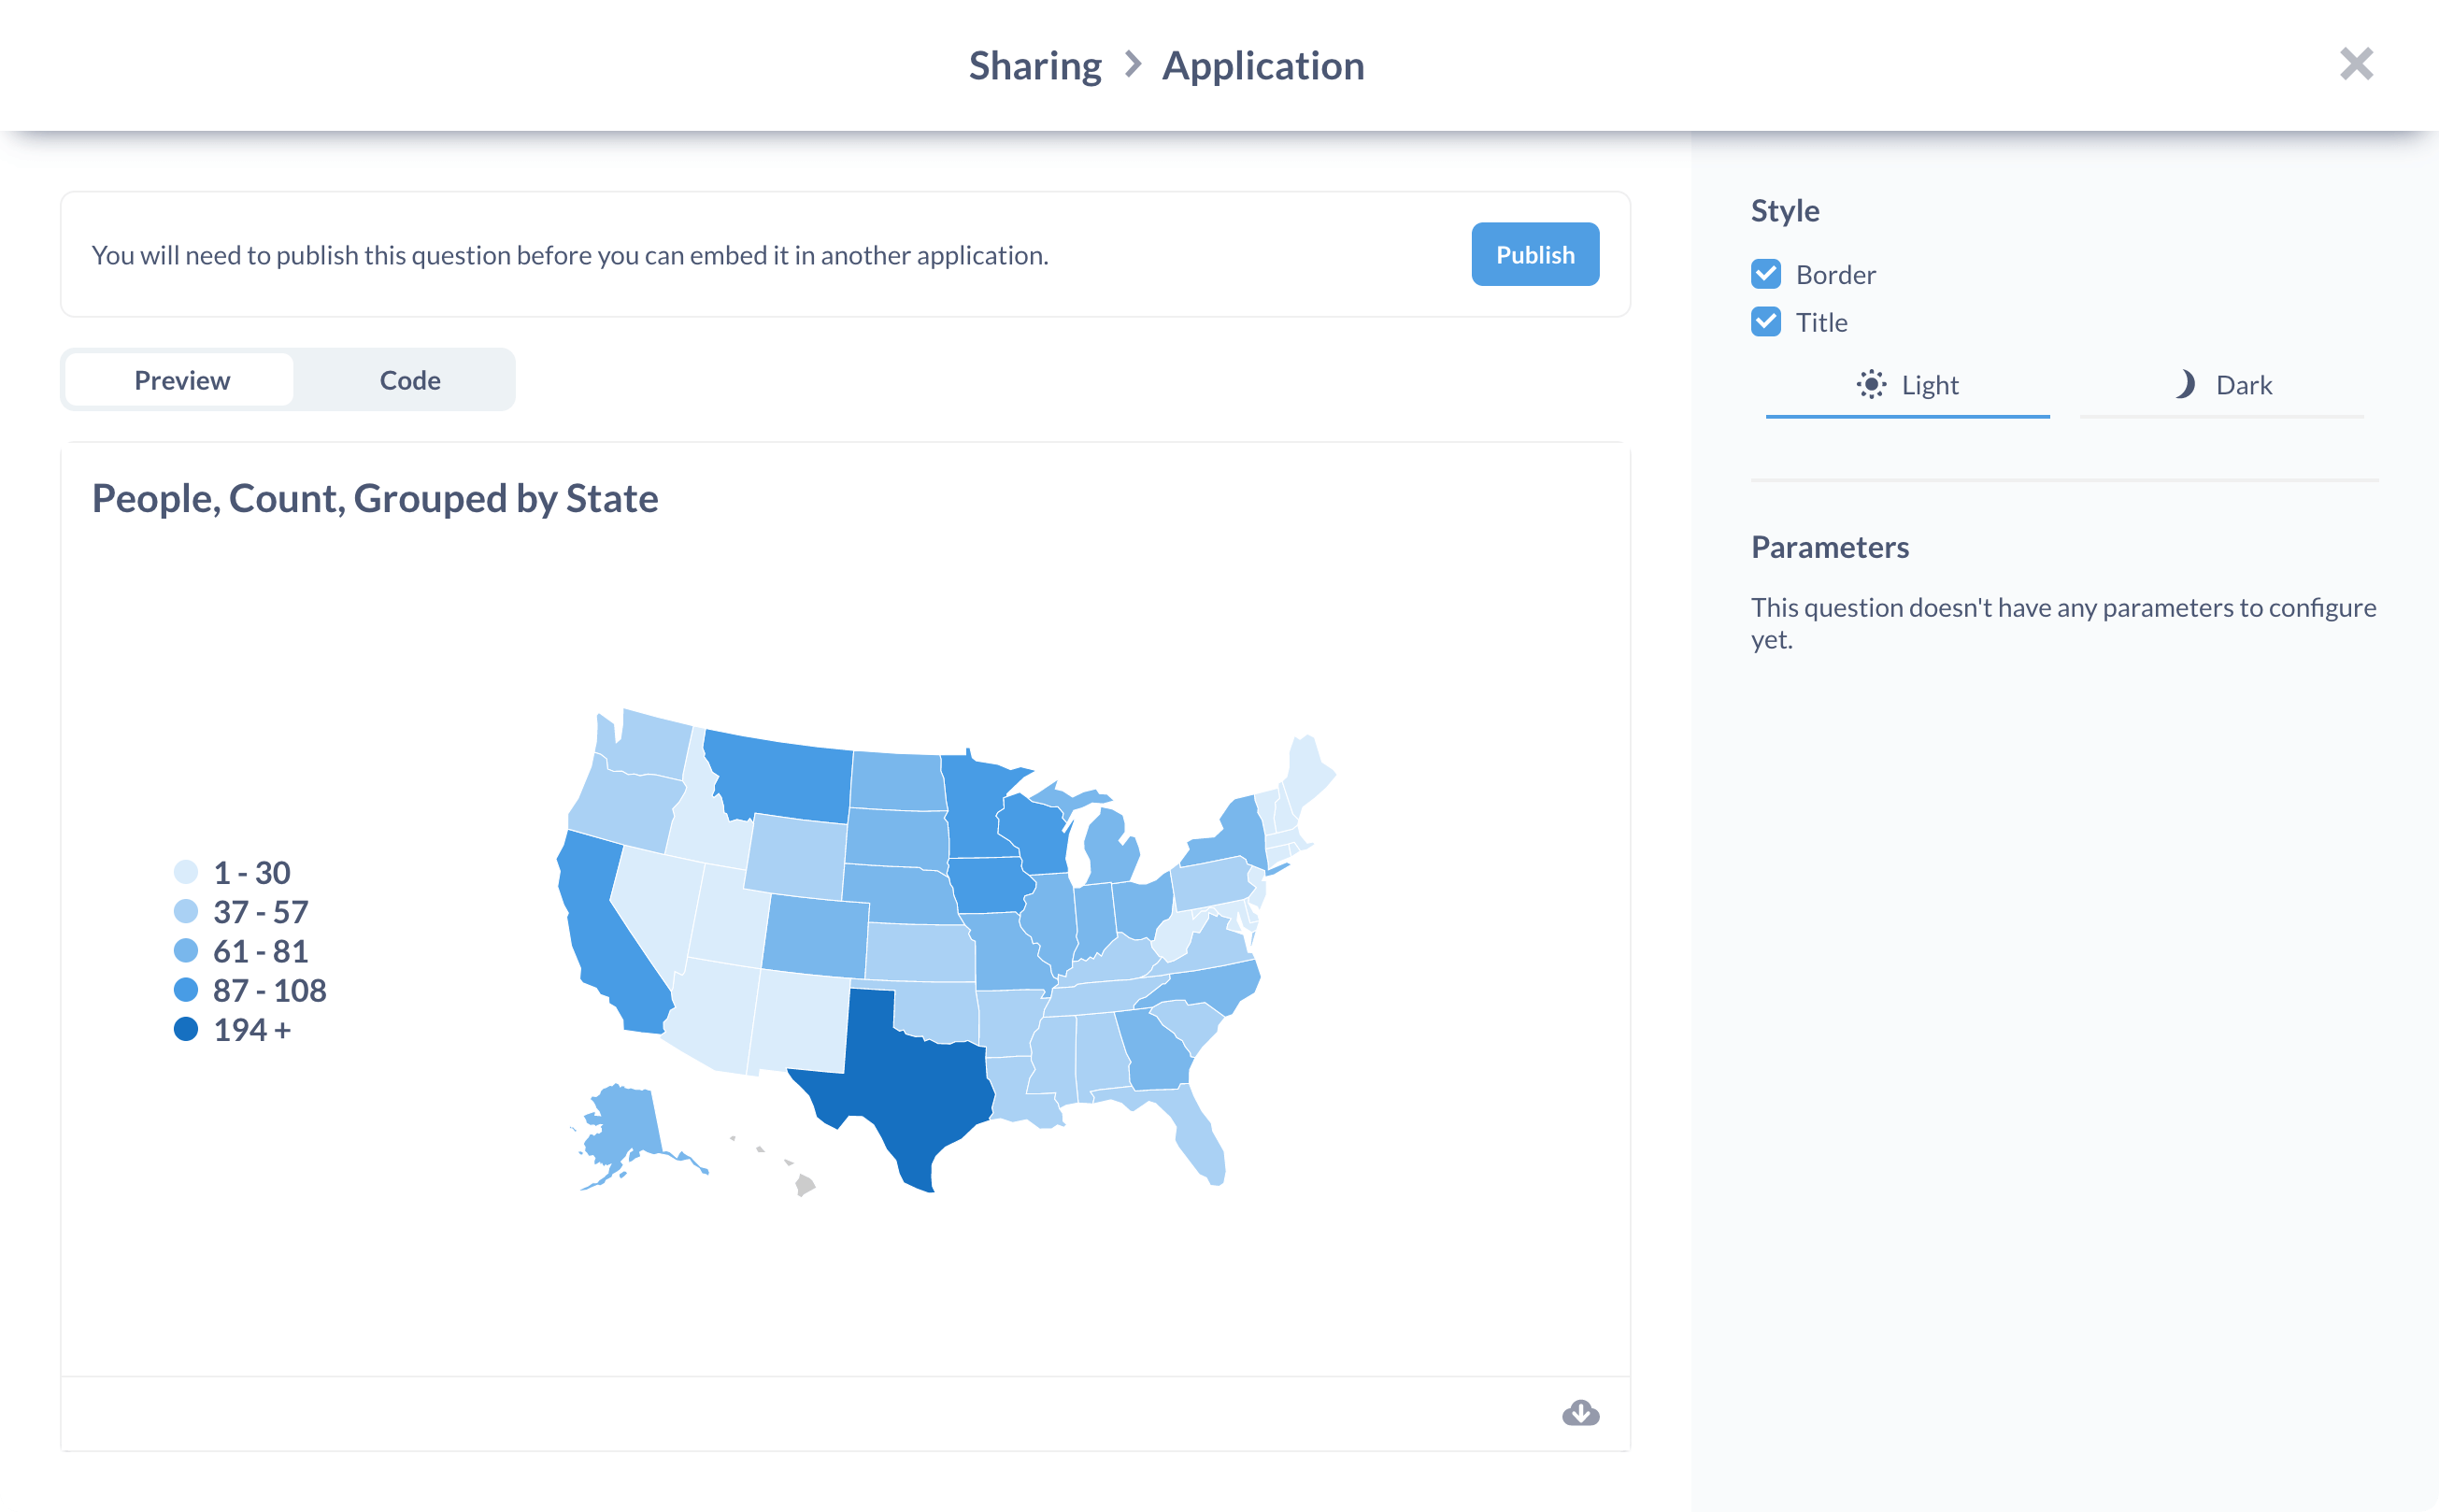 Sharing > Application
You will need to publish this question before you can embed it in another application.
Publish
Preview
Code
People, Count, Grouped by State
1 - 30
37 - 57
61 - 81
87 - 108
194 +
Style
Border
Title
Light
Dark
Parameters
This question doesn't have any parameters to configure
yet.